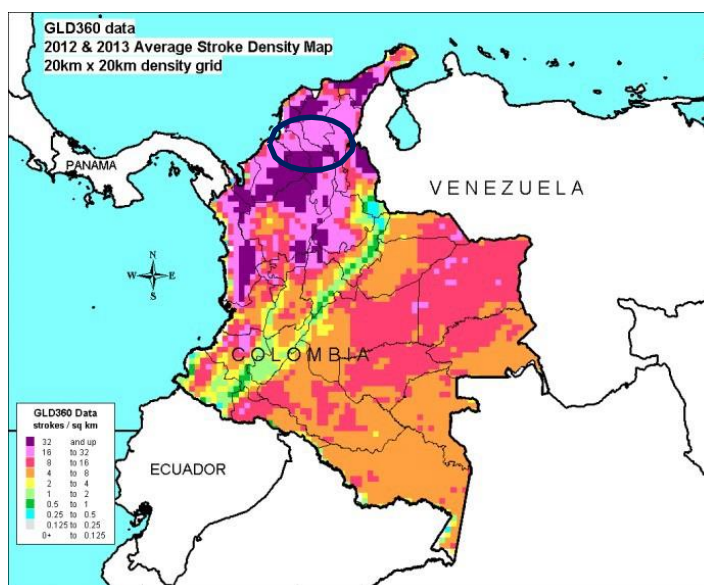 GLD360 data
2012 & 2013 Average Stroke Density Map
20km x 20km density grid
PANAMA
VENEZUELA
N
W E
S
COLOMBIA
GLD360 Data
strokes / sq km
32 and up
16 to 32
8 to 16
4 to 8
2 to 4
1 to 2
0.5 to 1
0.25 to 0.5
0.125 to 0.25
0+ to 0.125
ECUADOR